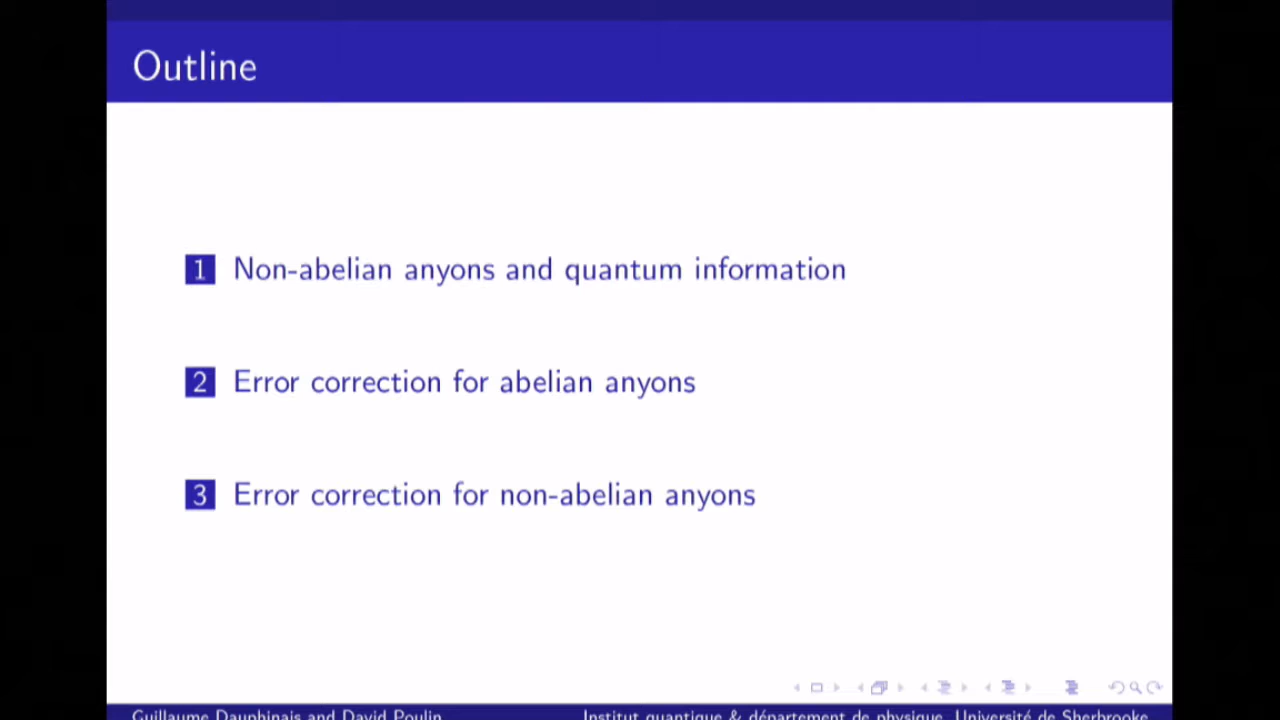 Outline
1 Non-abelian anyons and quantum information
2 Error correction for abelian anyons
3 Error correction for non-abelian anyons
Guillaume Dauphinais and David Poulin Institut quantique & département de physique, Université de Sherbrooke